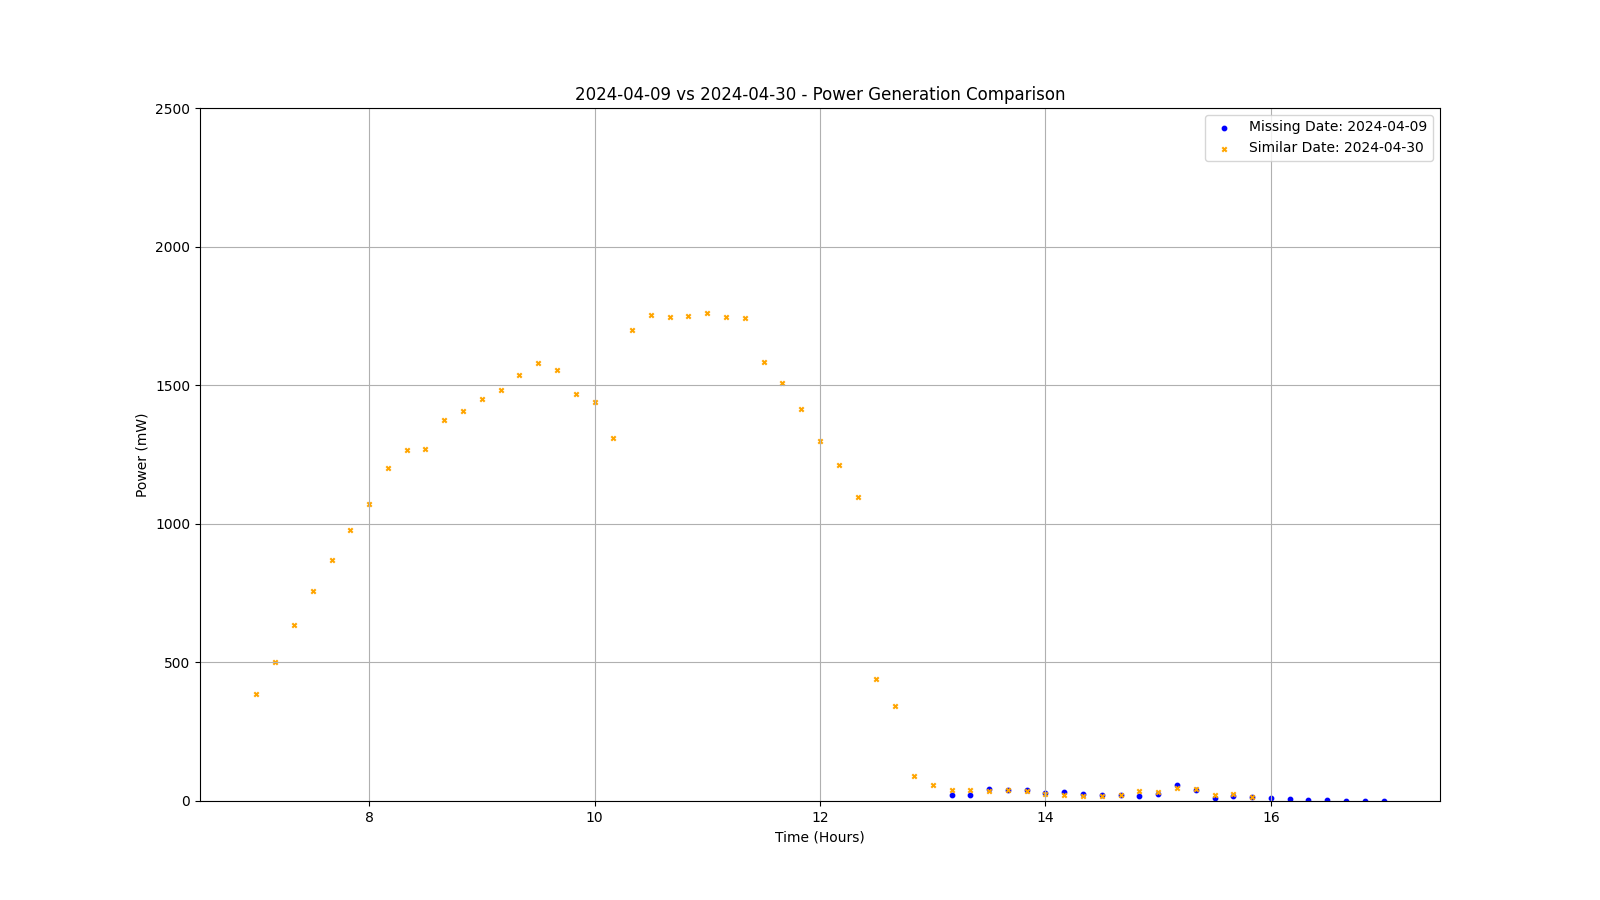 2024-04-09 vs 2024-04-30 - Power Generation Comparison
Missing Date: 2024-04-09
Similar Date: 2024-04-30
2500
2000
1500
1000
500
0
Power (mW)
8
10
12
14
16
Time (Hours)